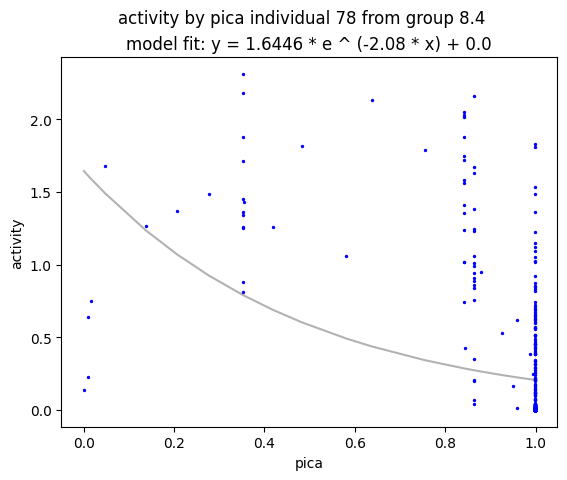 activity by pica individual 78 from group 8.4
model fit: y = 1.6446 * e ^ (-2.08 * x) + 0.0
activity
2.0
1.5
1.0
0.5
0.0
0.0
0.2
0.4
0.6
0.8
1.0
pica